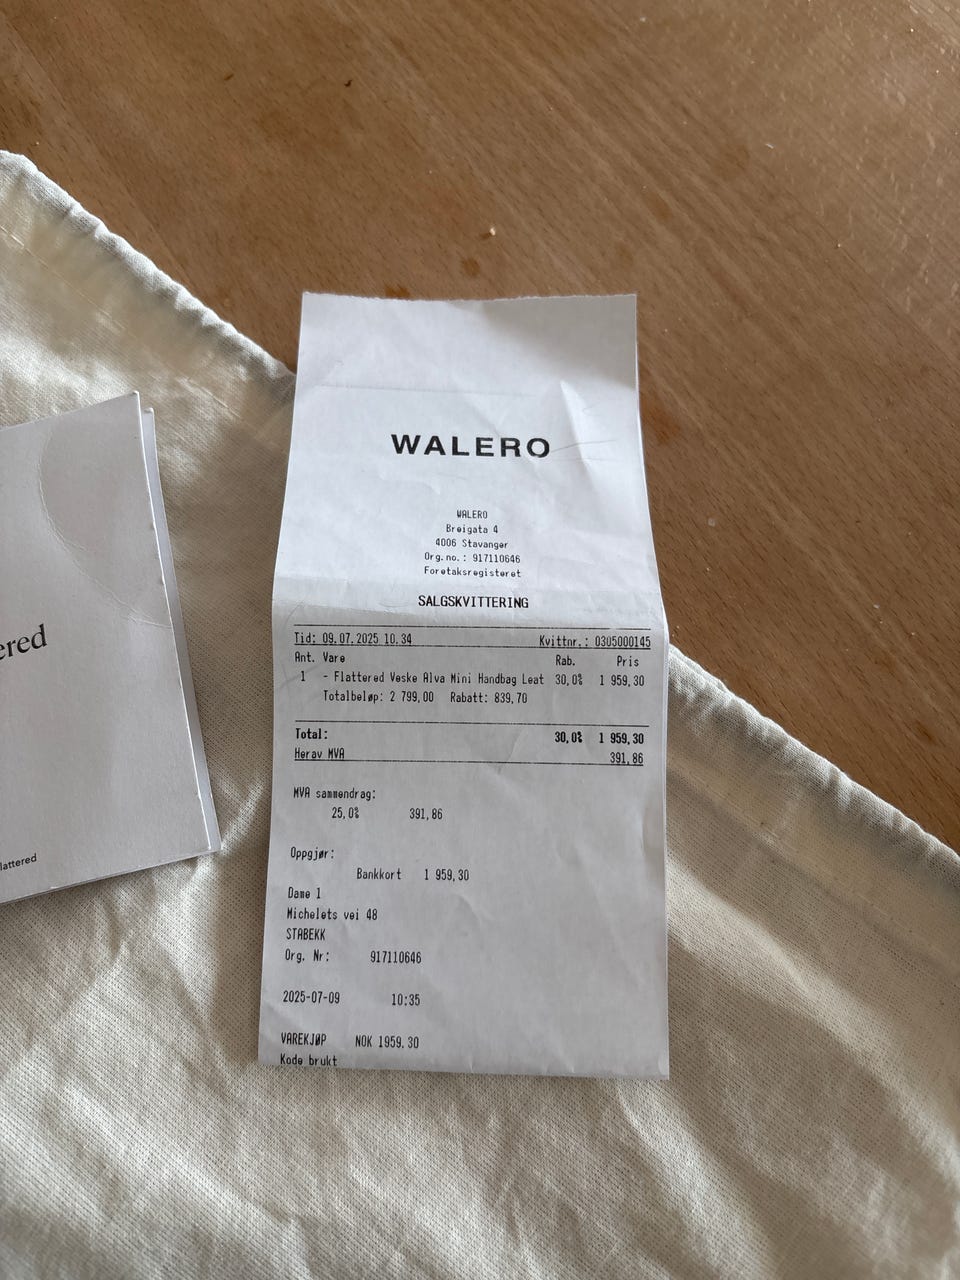 WALERO
WALERO
Breigata 4
4006 Stavanger
Org.no.: 917110646
Foretaksregisteret
SALGSKVITTERING
Tid: 09.07.2025 10.34 Kvittnr.: 0305000145
Ant. Vare Rab. Pris
1 - Flattered Veske Alva Mini Handbag Leat 30,0% 1 959,30
Totalbeløp: 2 799,00 Rabatt: 839,70
Total: 30,0% 1 959,30
Herav MVA 391,86
MVA sammendrag:
25,0% 391,86
Oppgjør:
Bankkort 1 959,30
Dame 1
Michelets vei 48
STABEKK
Org. Nr: 917110646
2025-07-09 10:35
VAREKJØP NOK 1959.30
Kode brukt
ered
lattered